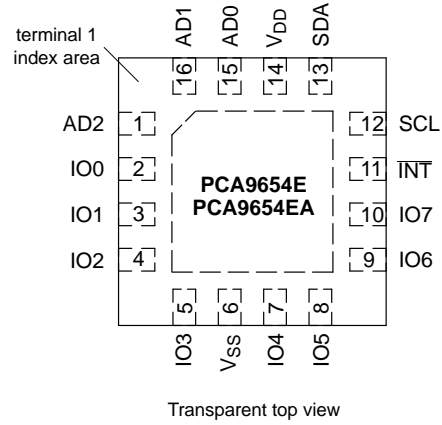 terminal 1
index area
AD1
AD0
VDD
SDA
16
15
14
13
AD2 1
12 SCL
IO0 2
11 INT
IO1 3
10 IO7
IO2 4
9 IO6
PCA9654E
PCA9654EA
5
6
7
8
IO3
VSS
IO4
IO5
Transparent top view